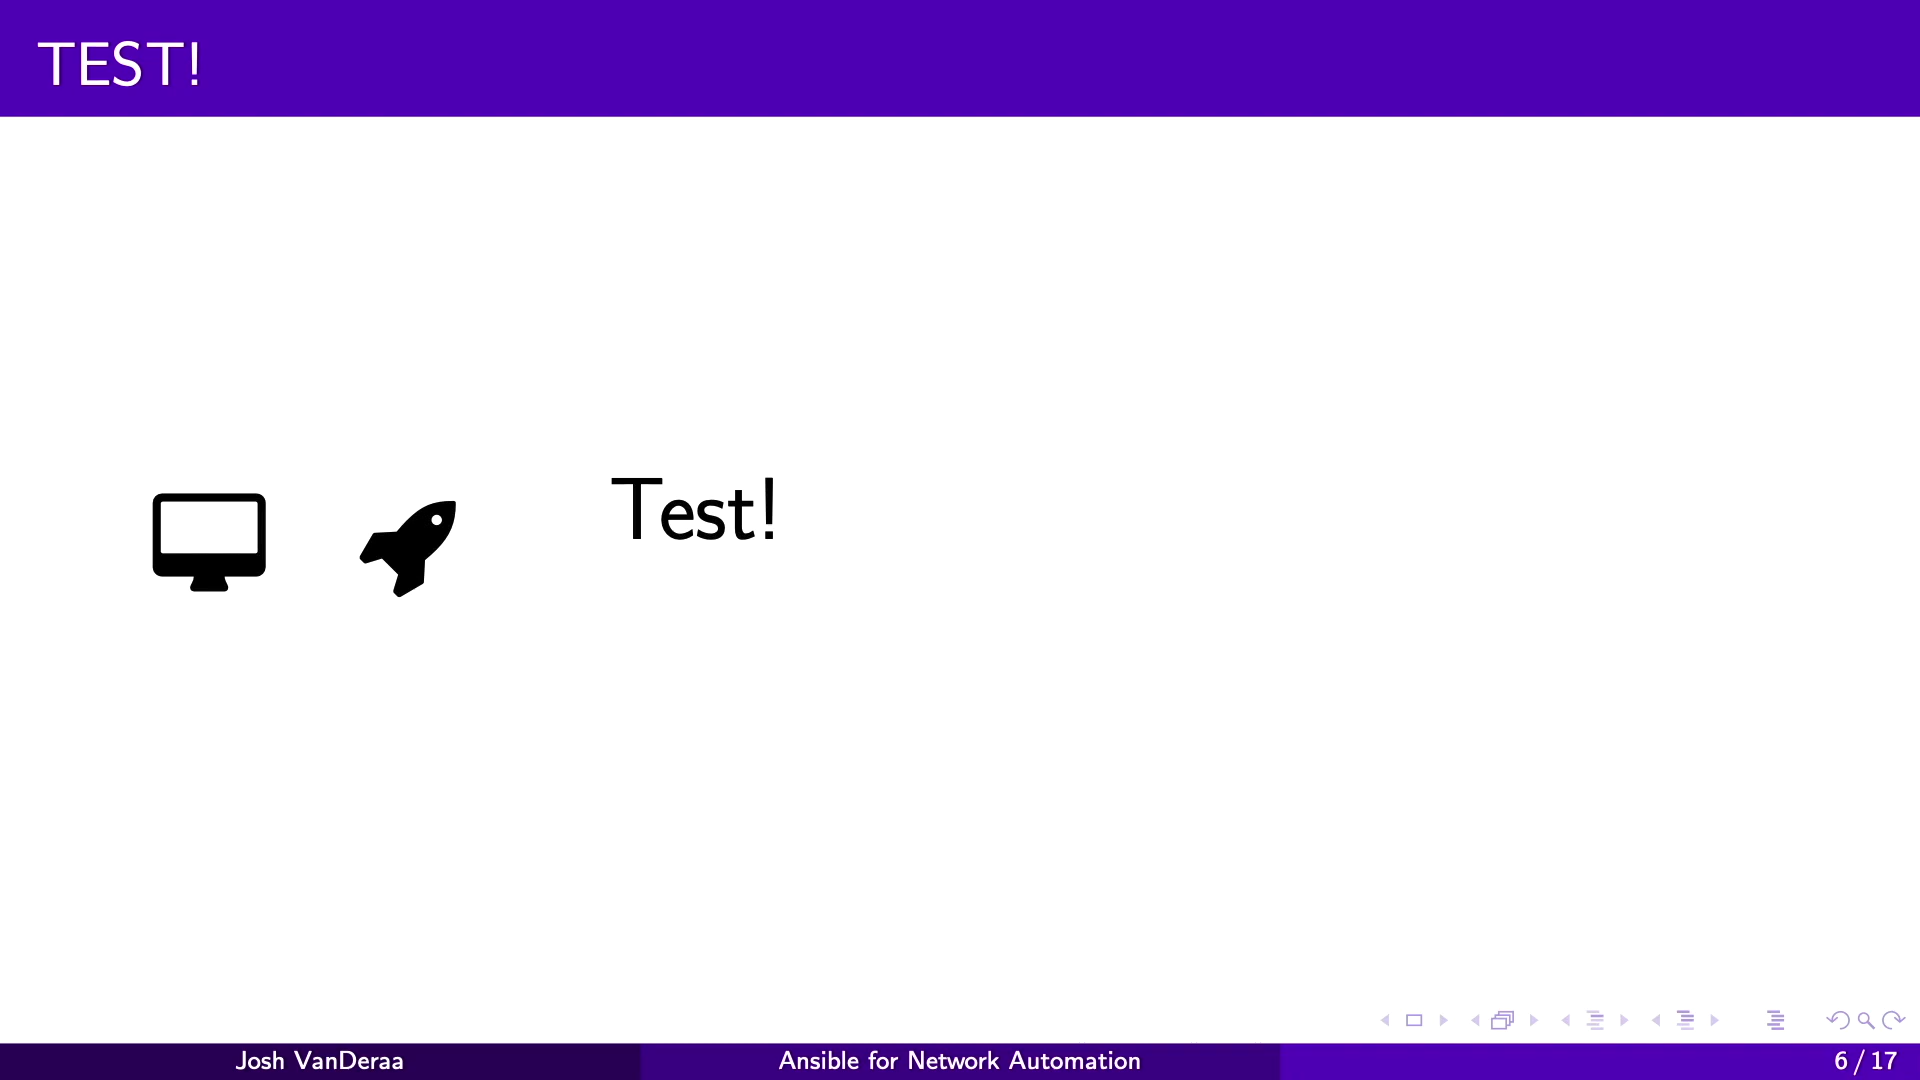 TEST!
Test!
Josh VanDeraa
Ansible for Network Automation
6 / 17